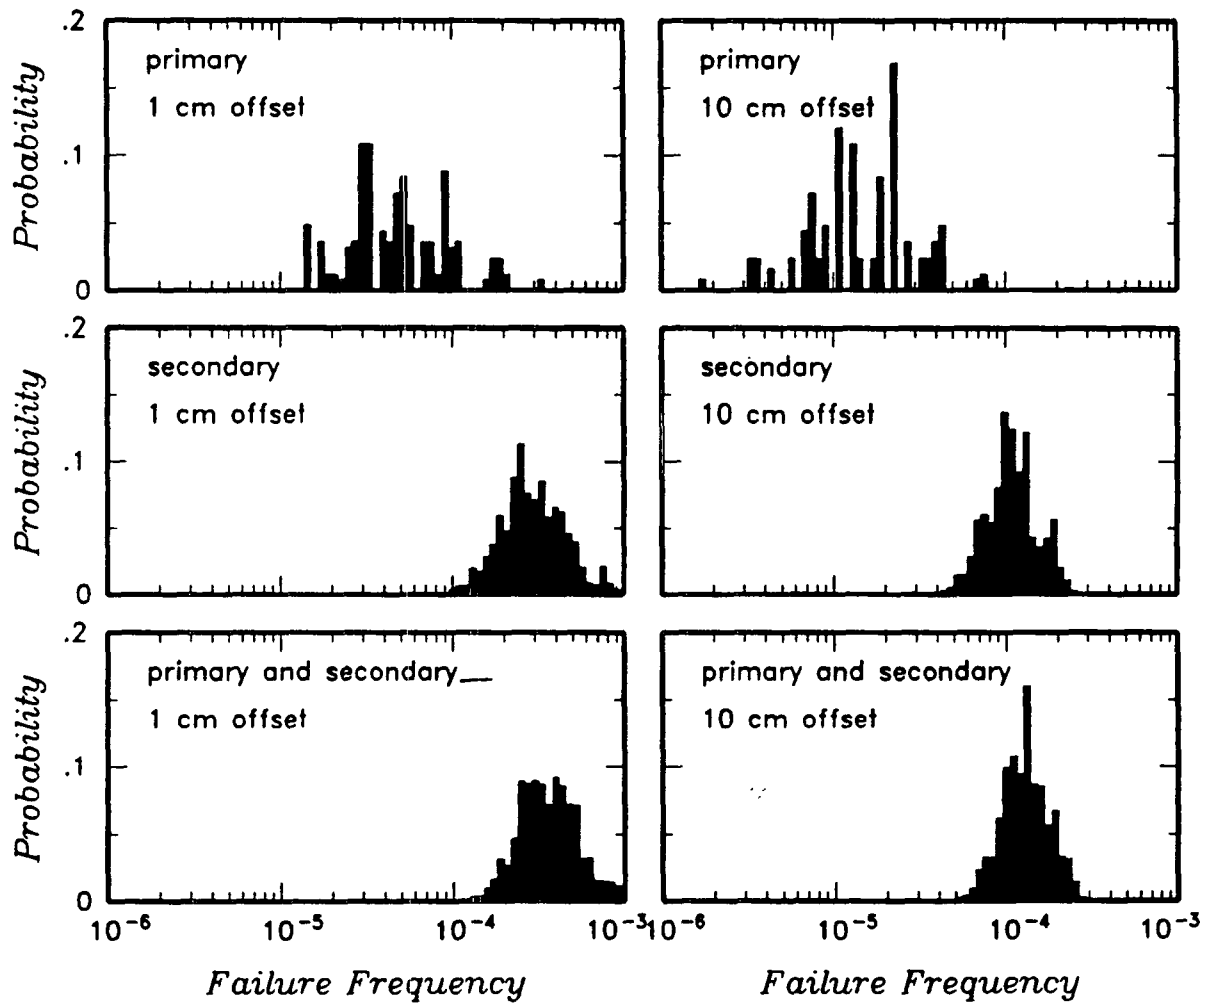 .2
Probability
.1
0
primary
1 cm offset
primary
10 cm offset
.2
Probability
.1
0
secondary
1 cm offset
secondary
10 cm offset
.2
Probability
.1
0
primary and secondary
1 cm offset
primary and secondary
10 cm offset
10⁻⁶ 10⁻⁵ 10⁻⁴ 10⁻³ 10⁻⁶ 10⁻⁵ 10⁻⁴ 10⁻³
Failure Frequency Failure Frequency